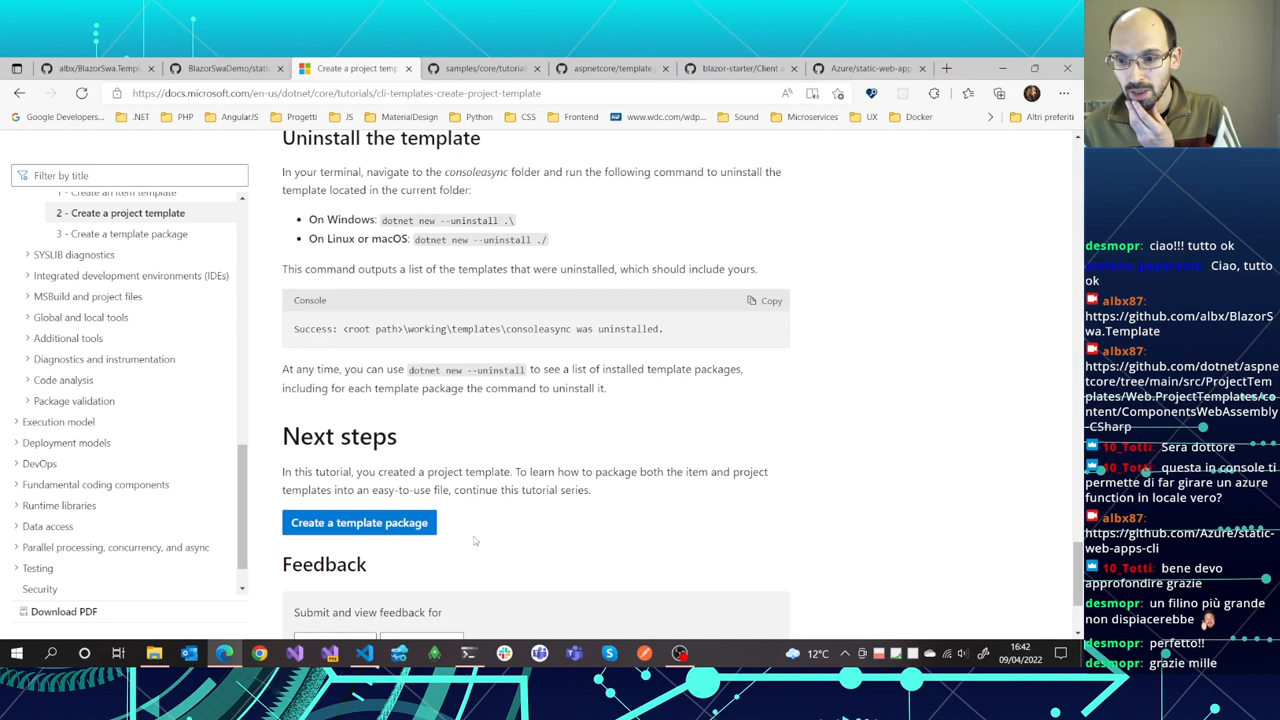 albx/BlazorSwa.Templ
BlazorSwaDemo/stati
Create a project temp
samples/core/tutorial
aspnetcore/template.
blazor-starter/Client
Azure/static-web-app
https://docs.microsoft.com/en-us/dotnet/core/tutorials/cli-templates-create-project-template
Google Developers...
.NET
PHP
AngularJS
Progetti
JS
MaterialDesign
Python
CSS
Frontend
www.wdc.com/wdp...
Sound
Microservices
UX
Docker
Altri preferiti
Filter by title
1 - Create an item template
2 - Create a project template
3 - Create a template package
SYSLIB diagnostics
Integrated development environments (IDEs)
MSBuild and project files
Global and local tools
Additional tools
Diagnostics and instrumentation
Code analysis
Package validation
Execution model
Deployment models
DevOps
Fundamental coding components
Runtime libraries
Data access
Parallel processing, concurrency, and async
Testing
Security
Download PDF
Uninstall the template
In your terminal, navigate to the consoleasync folder and run the following command to uninstall the
template located in the current folder:
On Windows: dotnet new --uninstall .\
On Linux or macOS: dotnet new --uninstall ./
This command outputs a list of the templates that were uninstalled, which should include yours.
Console
Copy
Success: <root path>\working\templates\consoleasync was uninstalled.
At any time, you can use dotnet new --uninstall to see a list of installed template packages,
including for each template package the command to uninstall it.
Next steps
In this tutorial, you created a project template. To learn how to package both the item and project
templates into an easy-to-use file, continue this tutorial series.
Create a template package
Feedback
Submit and view feedback for
12°C
16:42
09/04/2022
desmopr: ciao!!! tutto ok
Ciao, tutto
ok
albx87:
https://github.com/albx/BlazorS
wa.Template
albx87:
https://github.com/dotnet/aspne
tcore/tree/main/src/ProjectTem
plates/Web.ProjectTemplates/co
ntent/ComponentsWebAssembly
-CSharp
10_Totti: Sera dottore
10_Totti: questa in console ti
permette di far girare un azure
function in locale vero?
albx87:
https://github.com/Azure/static-
web-apps-cli
10_Totti: bene devo
approfondire grazie
desmopr: un filino più grande
non dispiacerebbe
desmopr: perfetto!!
desmopr: grazie mille